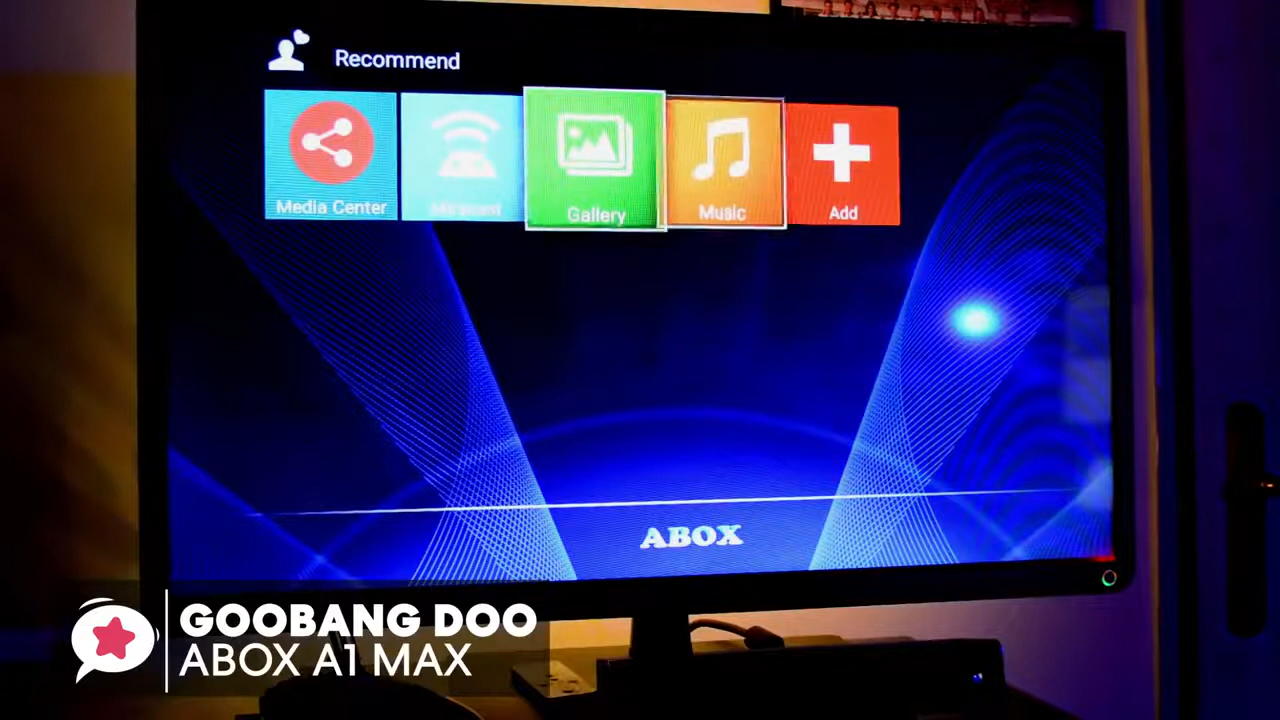 Recommend
Media Center
Gallery
Music
Add
ABOX
GOOBANG DOO
ABOX A1 MAX